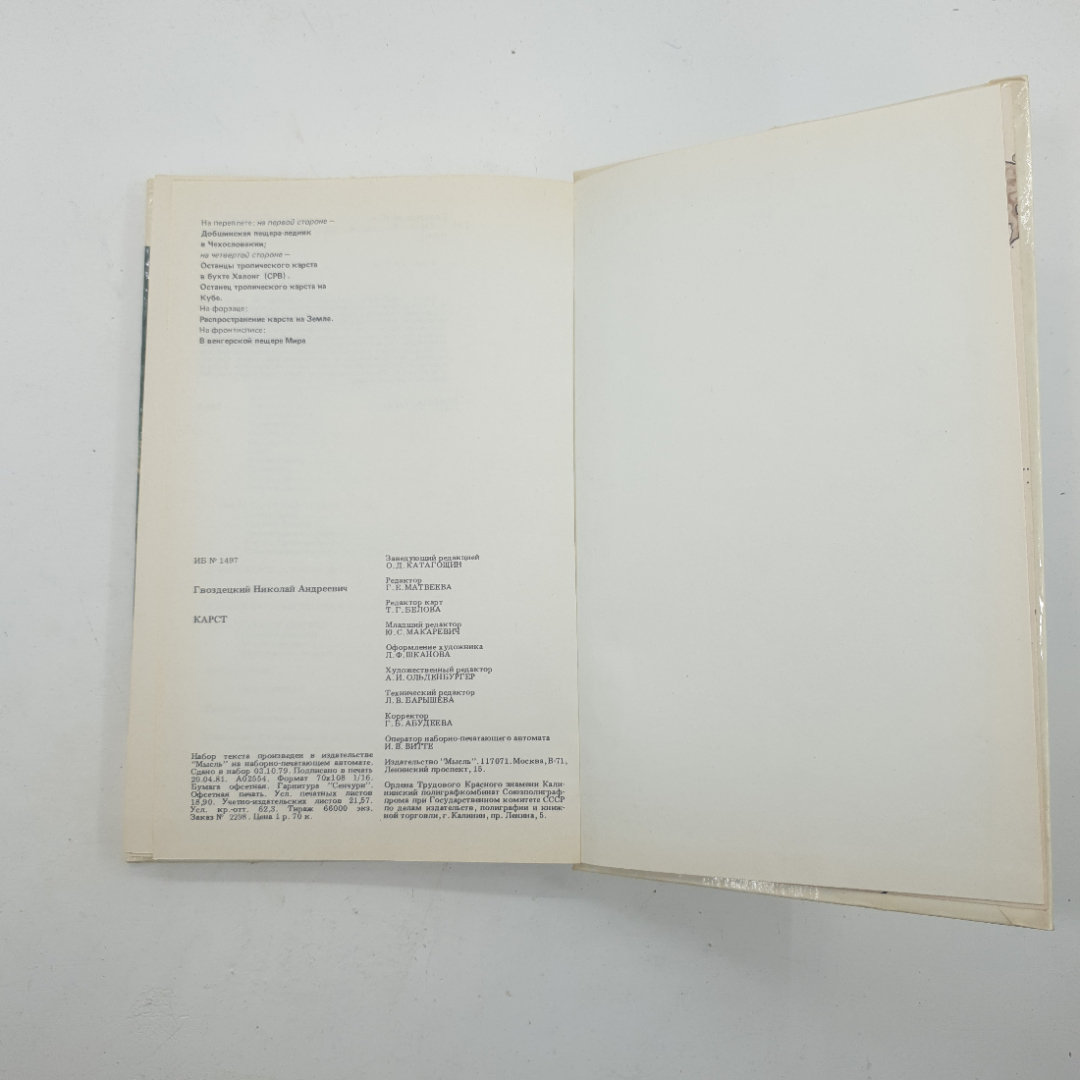 На переплете: на первой стороне —
Добшинская пещера-ледник
в Чехословакии;
на четвертой стороне —
Останцы тропического карста
в бухте Халонг (СРВ).
Останец тропического карста на
Кубе.
На форзаце:
Распространение карста на Земле.
На фронтисписе:
В венгерской пещере Мира
ИБ № 1497
Гвоздецкий Николай Андреевич
КАРСТ
Набор текста произведен в издательстве
"Мысль" на наборно-печатающем автомате.
Сдано в набор 03.10.79. Подписано в печать
20.04.81. А02554. Формат 70х108 1/16.
Бумага офсетная. Гарнитура "Сенчури".
Офсетная печать. Усл. печатных листов
18,90. Учетно-издательских листов 21,57.
Усл. кр.-отт. 62,3. Тираж 66000 экз.
Заказ № 2298. Цена 1 р. 70 к.
Заведующий редакцией
О.Д. КАТАГОЩИН
Редактор
Г.Е. МАТВЕЕВА
Редактор карт
Т.Г. БЕЛОВА
Младший редактор
Ю.С. МАКАРЕВИЧ
Оформление художника
Л.Ф. ШКАНОВА
Художественный редактор
А.И. ОЛЬДЕНБУРГЕР
Технический редактор
Л.В. БАРЫШЕВА
Корректор
Г.Б. АБУДЕЕВА
Оператор наборно-печатающего автомата
Н.В. ВИТТЕ
Издательство "Мысль". 117071. Москва, В-71,
Ленинский проспект, 15.
Ордена Трудового Красного знамени Кали-
нинский полиграфкомбинат Союзполиграф-
прома при Государственном комитете СССР
по делам издательств, полиграфии и книж-
ной торговли, г. Калинин, пр. Ленина, 5.